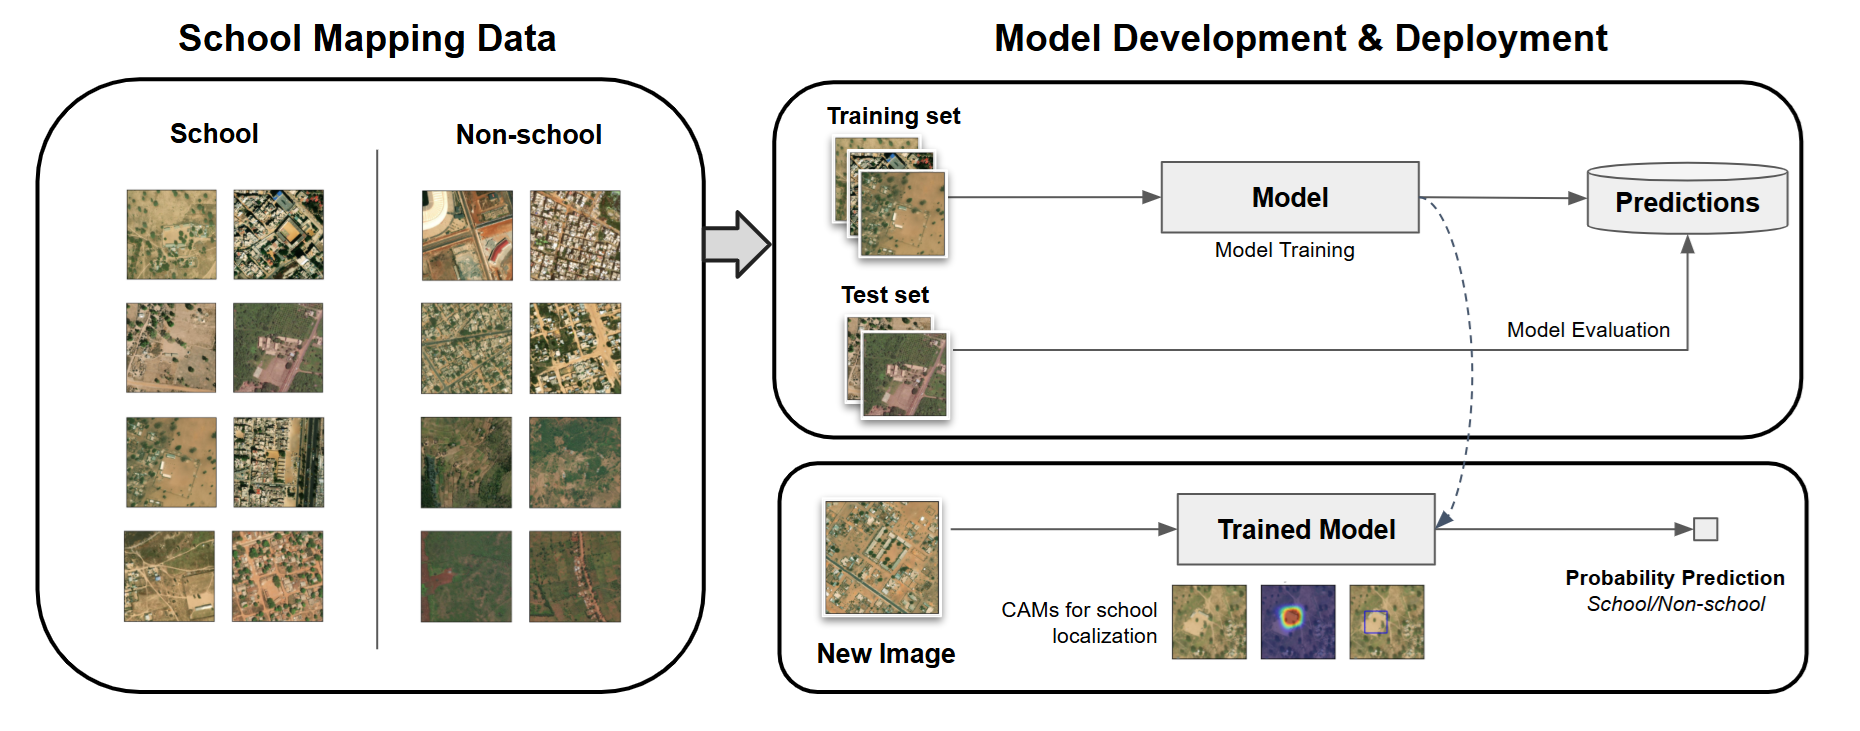 School Mapping Data
School
Non-school
Model Development & Deployment
Training set
Model
Model Training
Predictions
Test set
Model Evaluation
New Image
Trained Model
CAMs for school
localization
Probability Prediction
School/Non-school